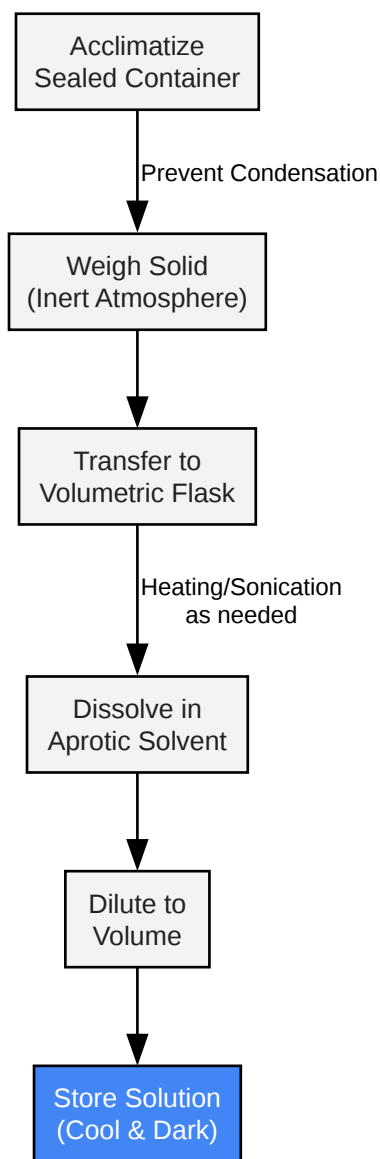 Acclimatize
Sealed Container
Prevent Condensation
Weigh Solid
(Inert Atmosphere)
Transfer to
Volumetric Flask
Heating/Sonication
as needed
Dissolve in
Aprotic Solvent
Dilute to
Volume
Store Solution
(Cool & Dark)